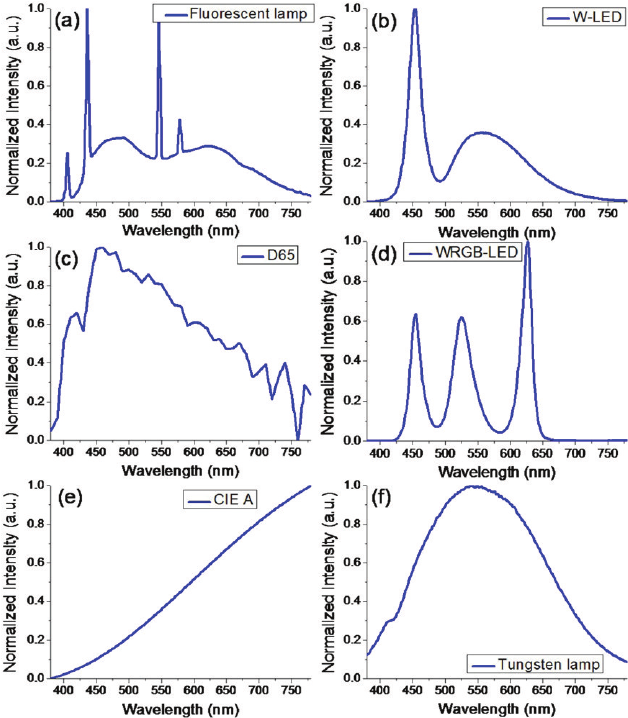 (a)
Fluorescent lamp
Normalized Intensity (a.u.)
1.0
0.8
0.6
0.4
0.2
0.0
400 450 500 550 600 650 700 750
Wavelength (nm)
(b)
W-LED
Normalized Intensity (a.u.)
1.0
0.8
0.6
0.4
0.2
0.0
400 450 500 550 600 650 700 750
Wavelength (nm)
(c)
D65
Normalized Intensity (a.u.)
1.0
0.8
0.6
0.4
0.2
0.0
400 450 500 550 600 650 700 750
Wavelength (nm)
(d)
WRGB-LED
Normalized Intensity (a.u.)
1.0
0.8
0.6
0.4
0.2
0.0
400 450 500 550 600 650 700 750
Wavelength (nm)
(e)
CIE A
Normalized Intensity (a.u.)
1.0
0.8
0.6
0.4
0.2
0.0
400 450 500 550 600 650 700 750
Wavelength (nm)
(f)
Tungsten lamp
Normalized Intensity (a.u.)
1.0
0.8
0.6
0.4
0.2
0.0
400 450 500 550 600 650 700 750
Wavelength (nm)